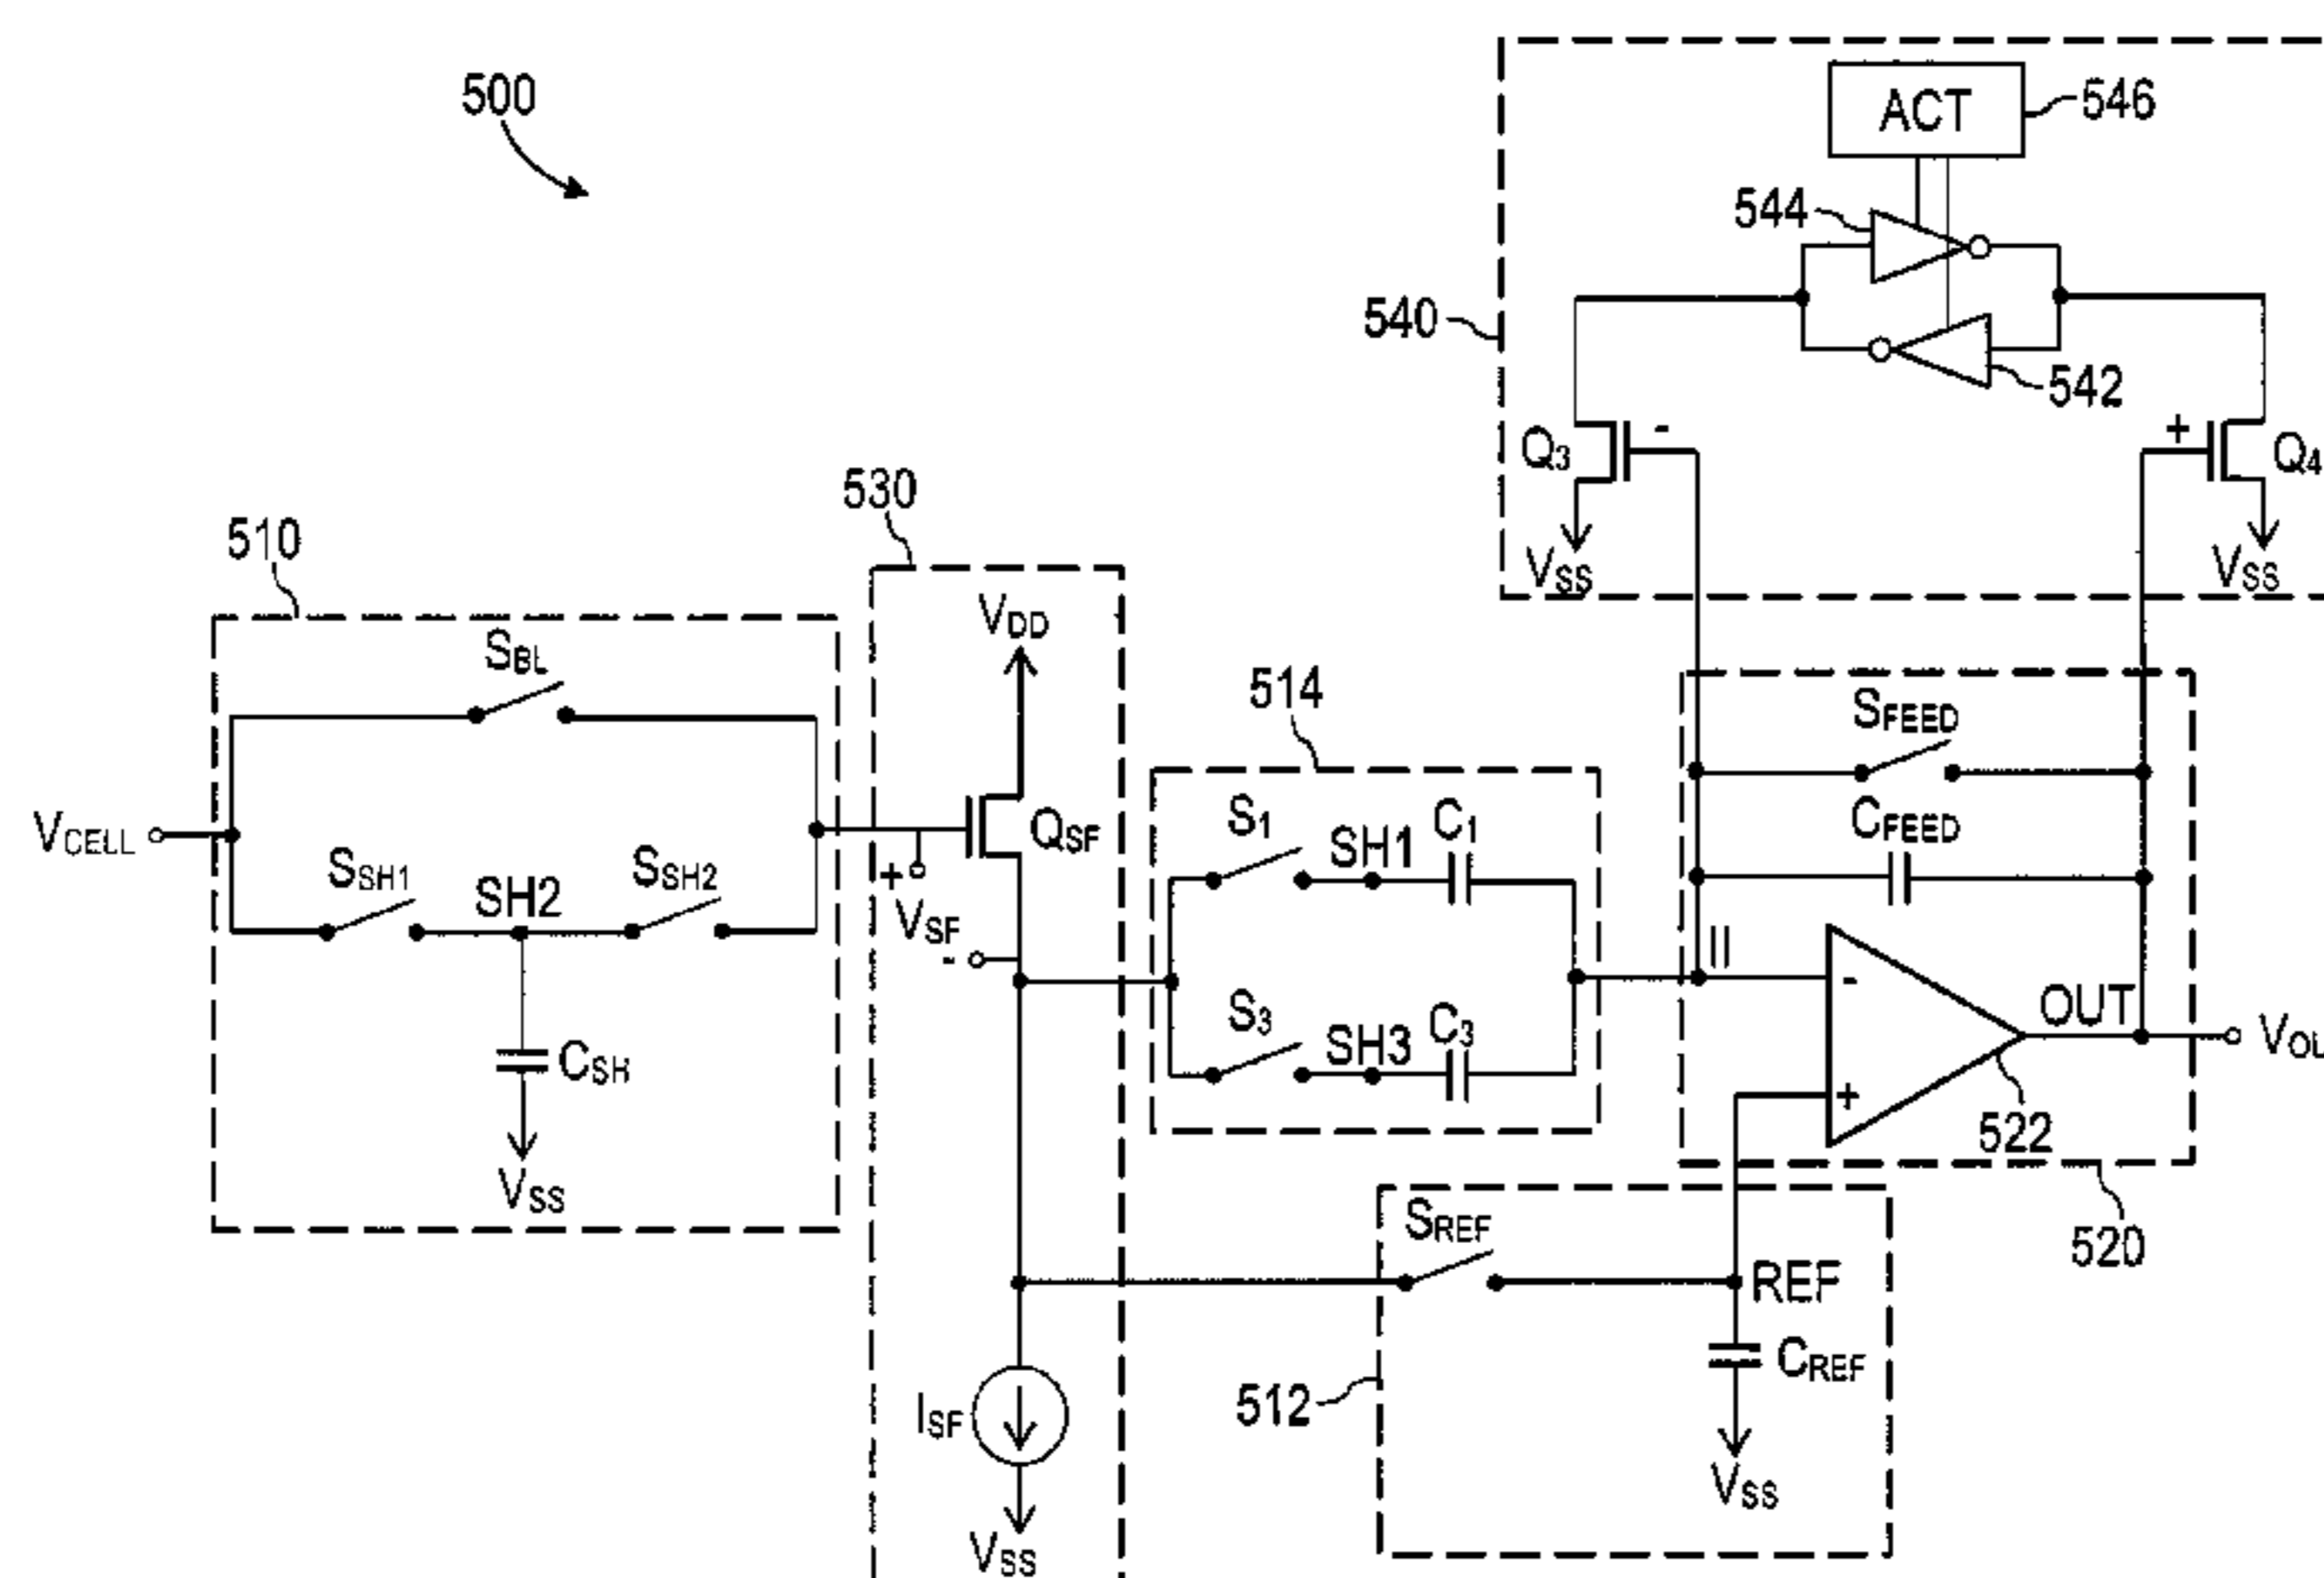 500
ACT
546
544
540
542
Q3
-
+
Q4
VSS
VSS
530
510
VDD
SBL
514
SFEED
S1
SH1
C1
CFEED
VCELL
QSF
SSH1
SH2
SSH2
+
VSF
-
||
-
OUT
S3
SH3
C3
VOU
CSH
+
522
VSS
SREF
520
REF
CREF
512
ISF
VSS
VSS